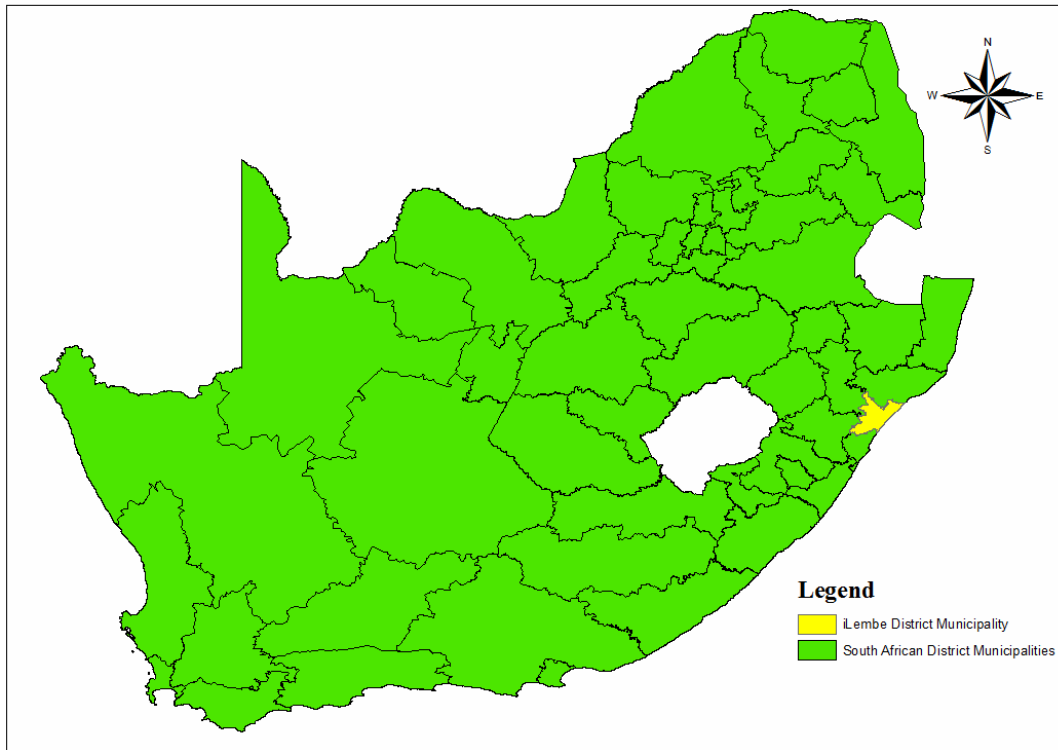 N
W E
S
Legend
iLembe District Municipality
South African District Municipalities